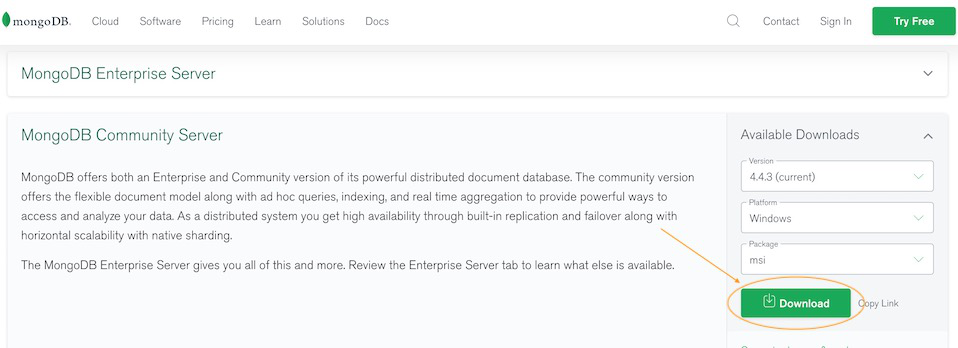 mongoDB.
Cloud
Software
Pricing
Learn
Solutions
Docs
Contact
Sign In
Try Free
MongoDB Enterprise Server
MongoDB Community Server
MongoDB offers both an Enterprise and Community version of its powerful distributed document database. The community version
offers the flexible document model along with ad hoc queries, indexing, and real time aggregation to provide powerful ways to
access and analyze your data. As a distributed system you get high availability through built-in replication and failover along with
horizontal scalability with native sharding.
The MongoDB Enterprise Server gives you all of this and more. Review the Enterprise Server tab to learn what else is available.
Available Downloads
Version
4.4.3 (current)
Platform
Windows
Package
msi
Download
Copy Link